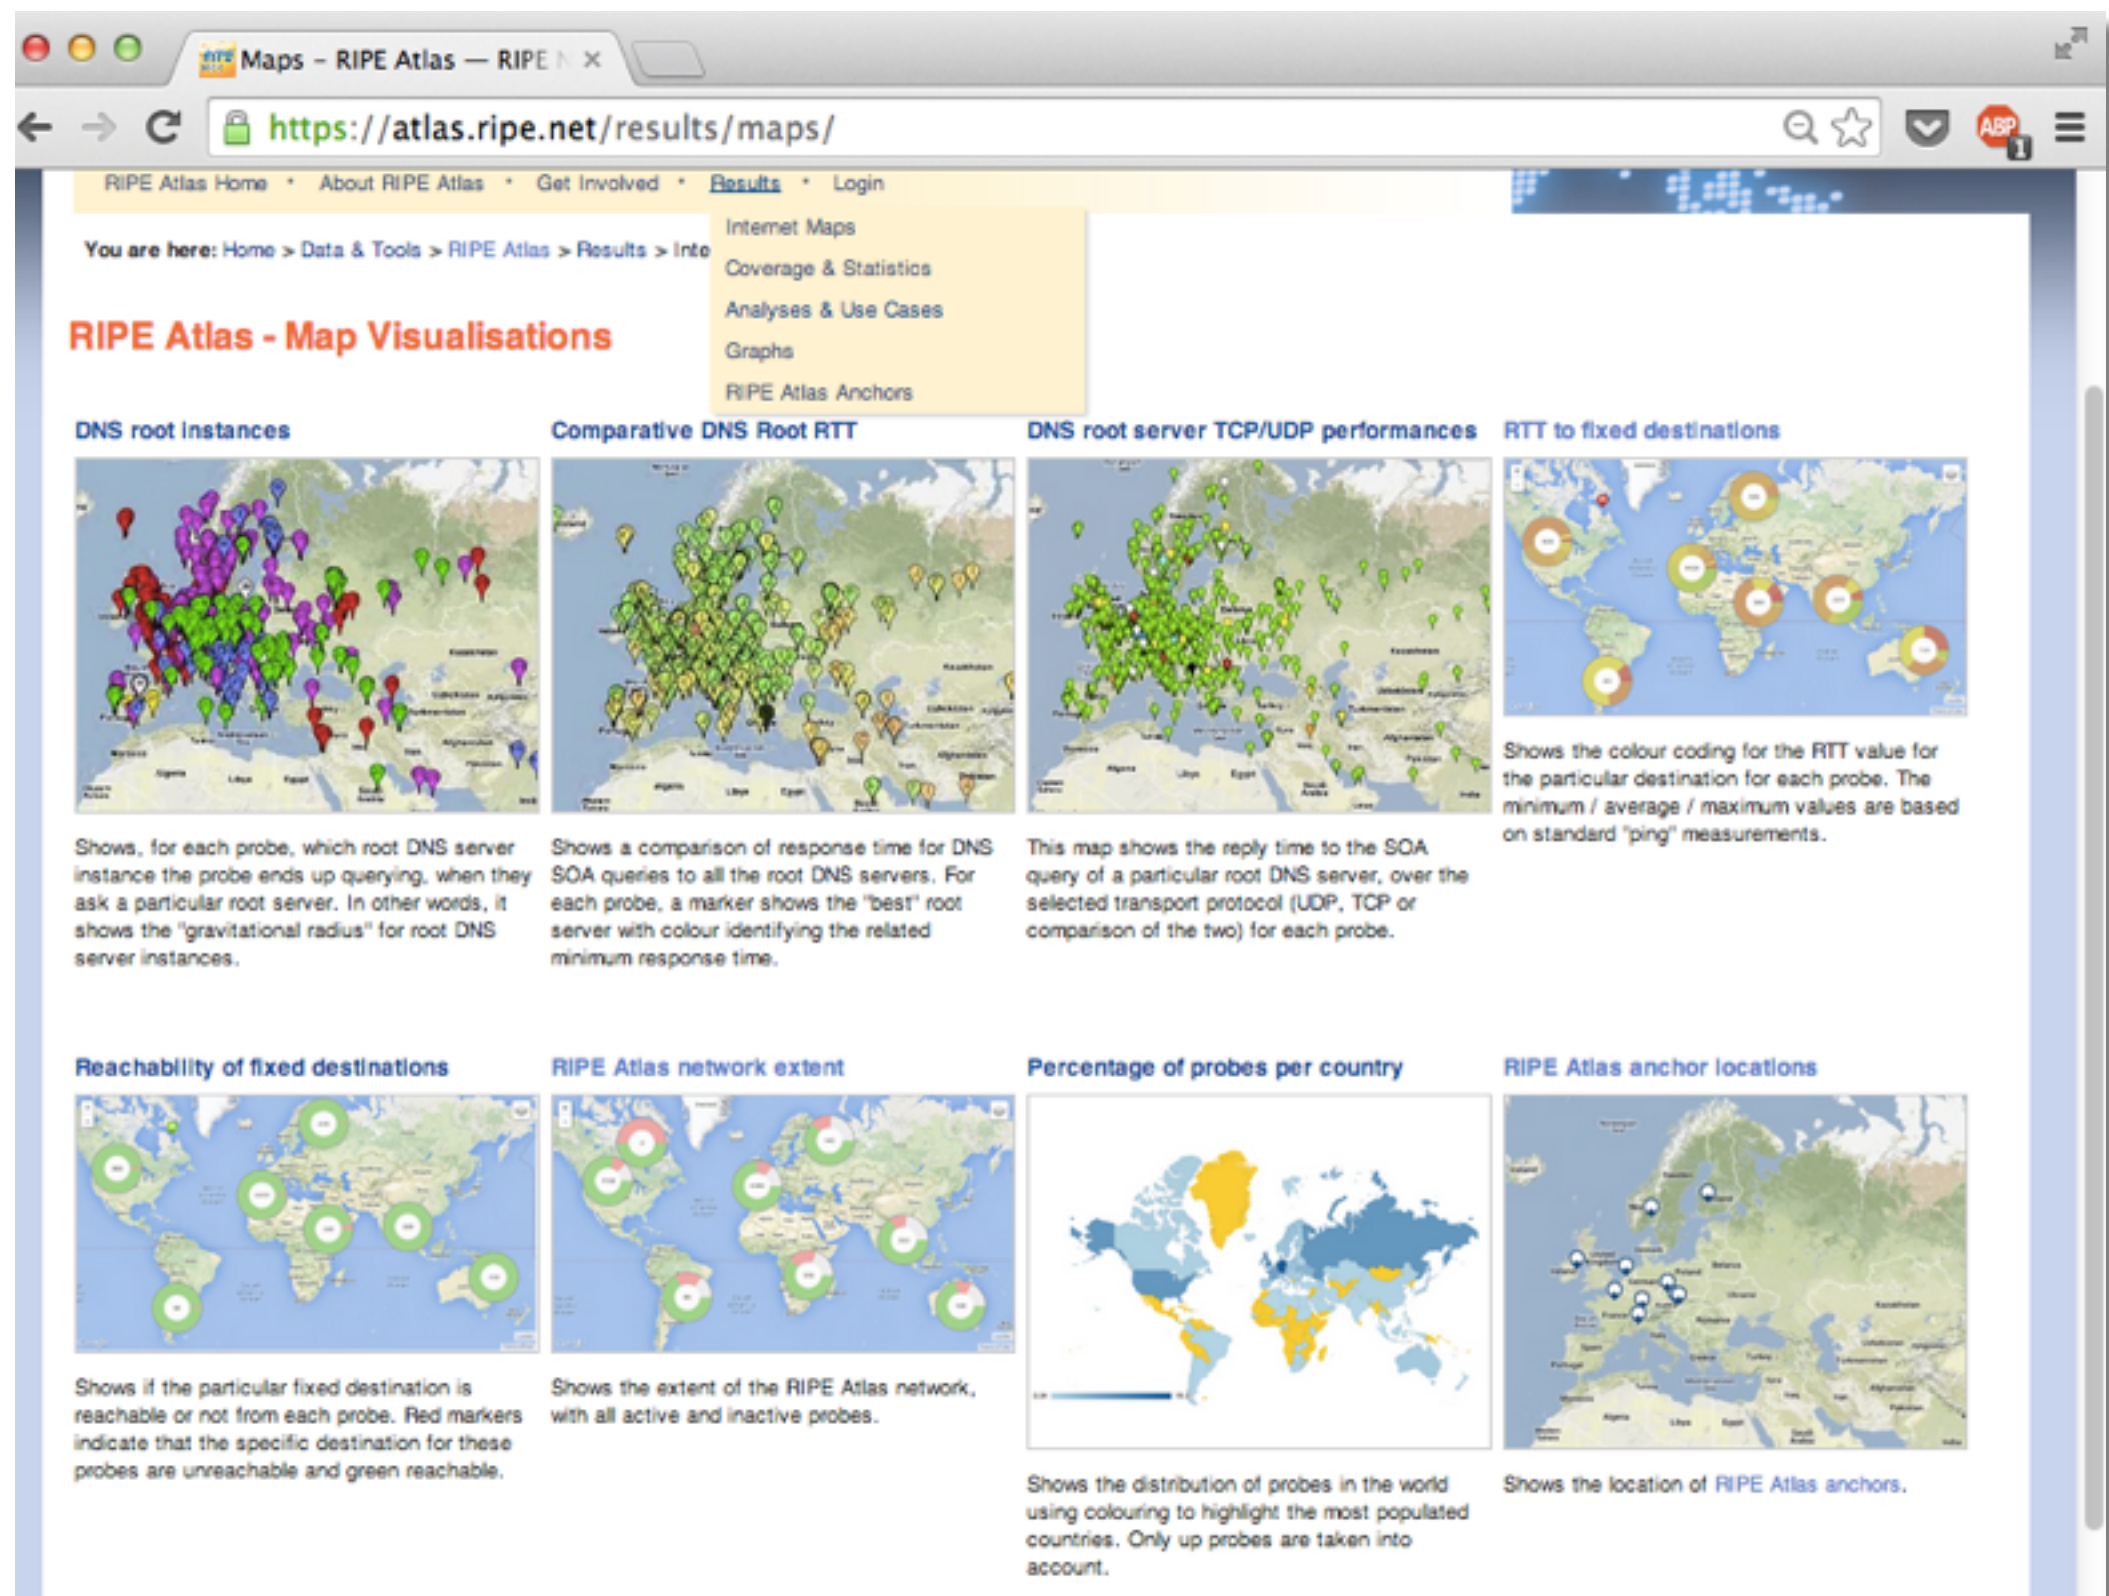 Maps – RIPE Atlas — RIPE
https://atlas.ripe.net/results/maps/
ABP
1
RIPE Atlas Home • About RIPE Atlas • Get Involved • Results • Login
Internet Maps
Coverage & Statistics
Analyses & Use Cases
Graphs
RIPE Atlas Anchors
You are here: Home > Data & Tools > RIPE Atlas > Results > Inte
RIPE Atlas - Map Visualisations
DNS root instances
Shows, for each probe, which root DNS server
instance the probe ends up querying, when they
ask a particular root server. In other words, it
shows the "gravitational radius" for root DNS
server instances.
Comparative DNS Root RTT
Shows a comparison of response time for DNS
SOA queries to all the root DNS servers. For
each probe, a marker shows the "best" root
server with colour identifying the related
minimum response time.
DNS root server TCP/UDP performances
This map shows the reply time to the SOA
query of a particular root DNS server, over the
selected transport protocol (UDP, TCP or
comparison of the two) for each probe.
RTT to fixed destinations
Shows the colour coding for the RTT value for
the particular destination for each probe. The
minimum / average / maximum values are based
on standard "ping" measurements.
Reachability of fixed destinations
Shows if the particular fixed destination is
reachable or not from each probe. Red markers
indicate that the specific destination for these
probes are unreachable and green reachable.
RIPE Atlas network extent
Shows the extent of the RIPE Atlas network,
with all active and inactive probes.
Percentage of probes per country
Shows the distribution of probes in the world
using colouring to highlight the most populated
countries. Only up probes are taken into
account.
RIPE Atlas anchor locations
Shows the location of RIPE Atlas anchors.